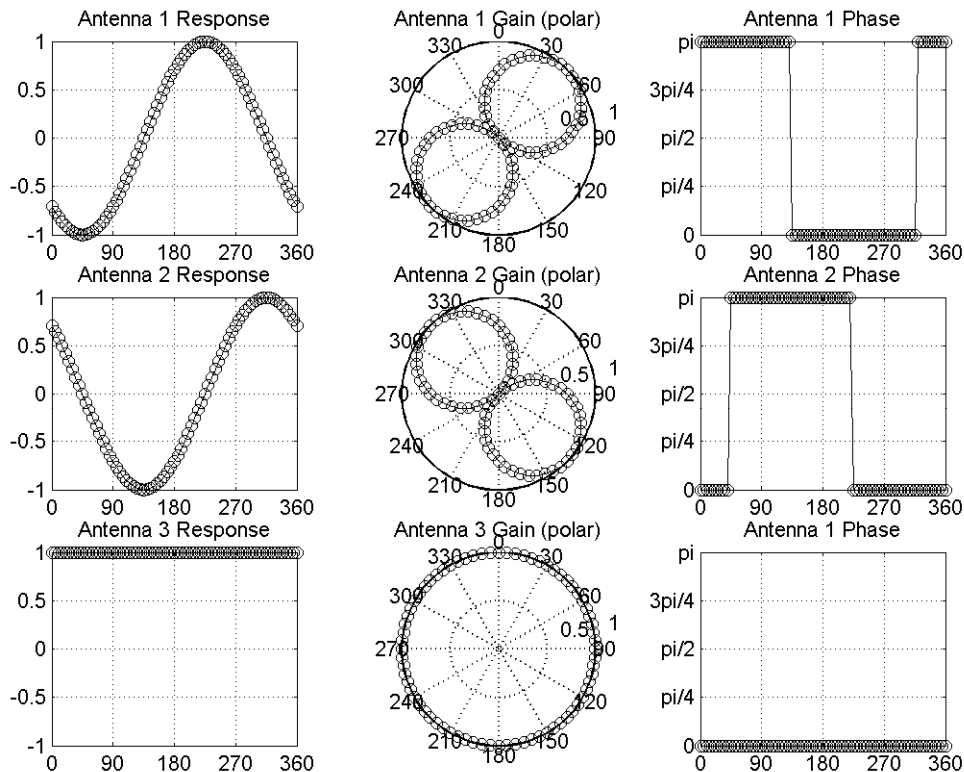 Antenna 1 Response
1
0.5
0
-0.5
-1
0 90 180 270 360
Antenna 1 Gain (polar)
0
30
60
90
120
150
180
210
240
270
300
330
0.5
1
Antenna 1 Phase
pi
3pi/4
pi/2
pi/4
0
0 90 180 270 360
Antenna 2 Response
1
0.5
0
-0.5
-1
0 90 180 270 360
Antenna 2 Gain (polar)
0
30
60
90
120
150
180
210
240
270
300
330
0.5
1
Antenna 2 Phase
pi
3pi/4
pi/2
pi/4
0
0 90 180 270 360
Antenna 3 Response
1
0.5
0
-0.5
-1
0 90 180 270 360
Antenna 3 Gain (polar)
0
30
60
90
120
150
180
210
240
270
300
330
0.5
1
Antenna 1 Phase
pi
3pi/4
pi/2
pi/4
0
0 90 180 270 360